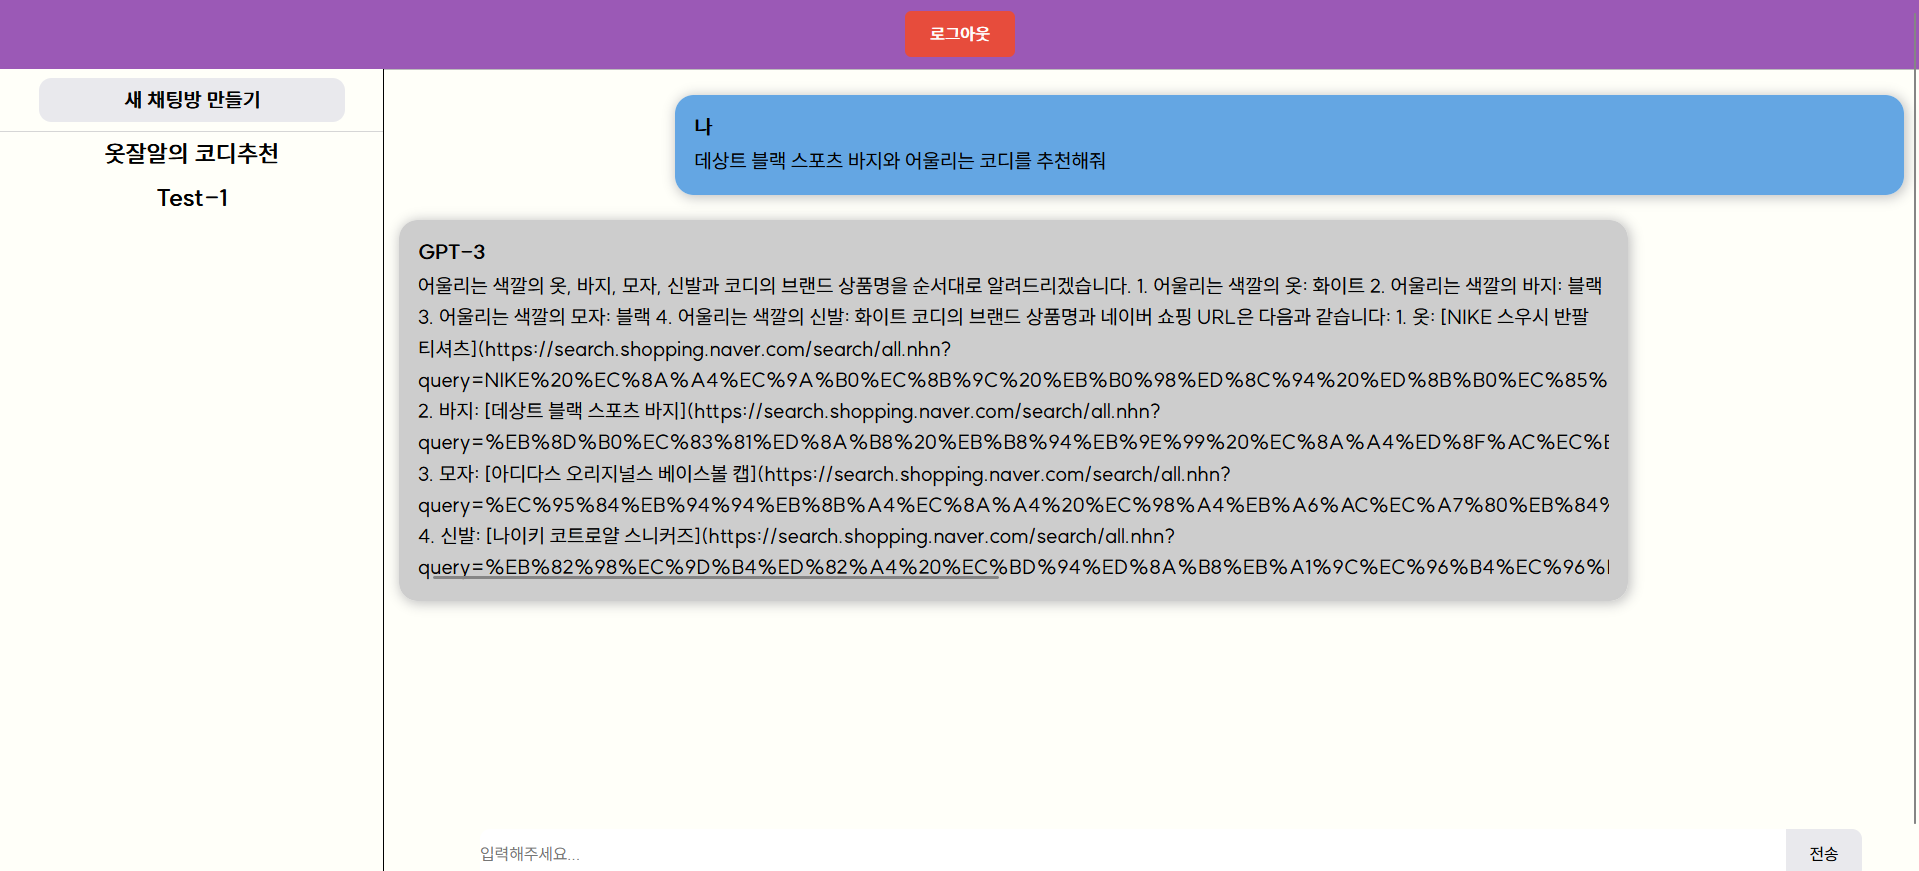 로그아웃
새 채팅방 만들기
옷잘알의 코디추천
Test-1
나
데상트 블랙 스포츠 바지와 어울리는 코디를 추천해줘
GPT-3
어울리는 색깔의 옷, 바지, 모자, 신발과 코디의 브랜드 상품명을 순서대로 알려드리겠습니다. 1. 어울리는 색깔의 옷: 화이트 2. 어울리는 색깔의 바지: 블랙
3. 어울리는 색깔의 모자: 블랙 4. 어울리는 색깔의 신발: 화이트 코디의 브랜드 상품명과 네이버 쇼핑 URL은 다음과 같습니다: 1. 옷: [NIKE 스우시 반팔
티셔츠](https://search.shopping.naver.com/search/all.nhn?
query=NIKE%20%EC%8A%A4%EC%9A%B0%EC%8B%9C%20%EB%B0%98%ED%8C%94%20%ED%8B%B0%EC%85%
2. 바지: [데상트 블랙 스포츠 바지](https://search.shopping.naver.com/search/all.nhn?
query=%EB%8D%B0%EC%83%81%ED%8A%B8%20%EB%B8%94%EB%9E%99%20%EC%8A%A4%ED%8F%AC%EC%
3. 모자: [아디다스 오리지널스 베이스볼 캡](https://search.shopping.naver.com/search/all.nhn?
query=%EC%95%84%EB%94%94%EB%8B%A4%EC%8A%A4%20%EC%98%A4%EB%A6%AC%EC%A7%80%EB%84%
4. 신발: [나이키 코트로얄 스니커즈](https://search.shopping.naver.com/search/all.nhn?
query=%EB%82%98%EC%9D%B4%ED%82%A4%20%EC%BD%94%ED%8A%B8%EB%A1%9C%EC%96%B4%EC%96%
입력해주세요...
전송